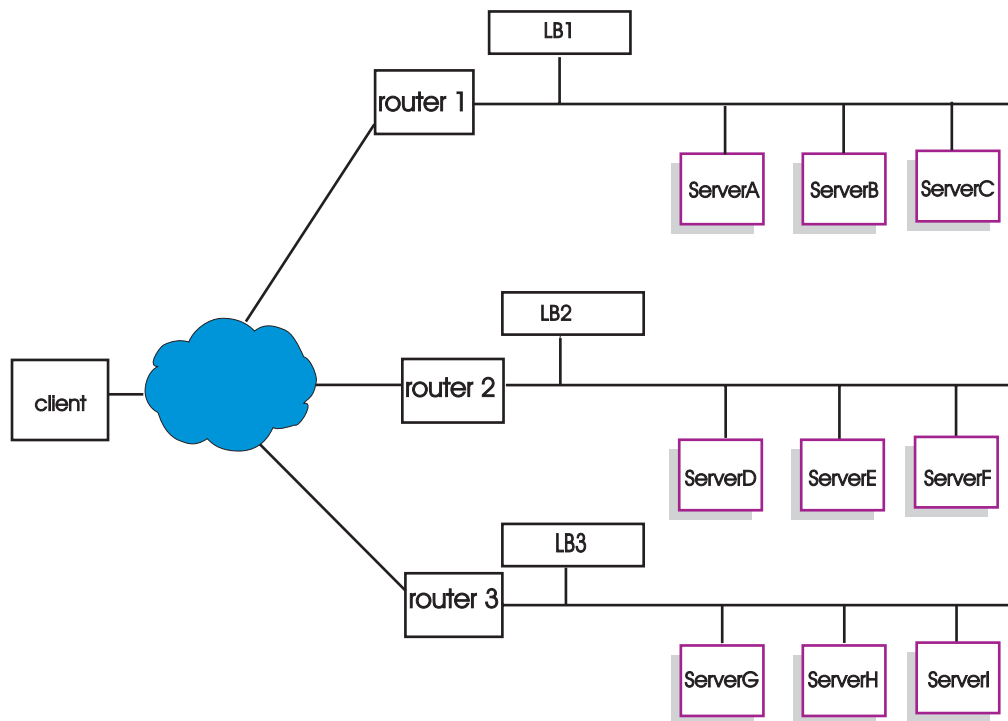 LB1
router 1
ServerA
ServerB
ServerC
LB2
client
router 2
ServerD
ServerE
ServerF
LB3
router 3
ServerG
ServerH
ServerI